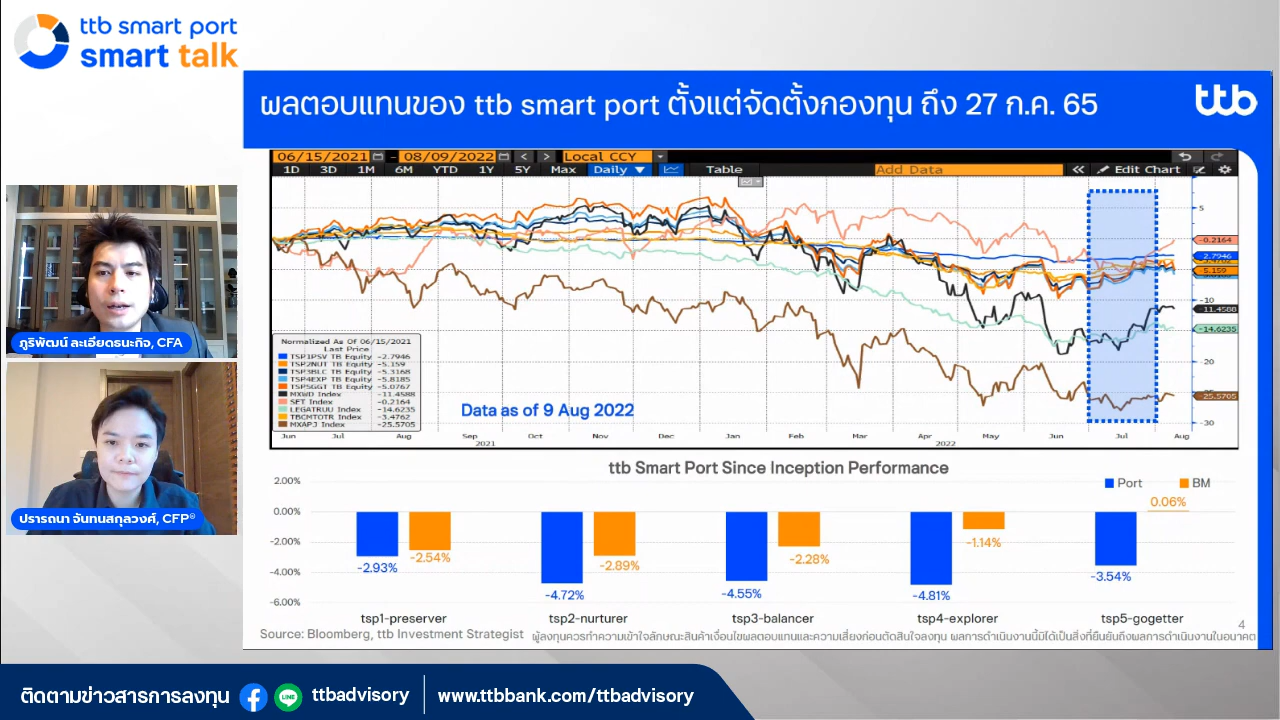 ttb smart port
smart talk
ผลตอบแทนของ ttb smart port ตั้งแต่จัดตั้งกองทุน ถึง 27 ก.ค. 65
ttb
06/15/2021 - 08/09/2022 < > Local CCY
1D 3D 1M 6M YTD 1Y 5Y Max Daily ▼ Table Add Data « Edit Chart
5
-0.2164
-2.7946
-5.159
-10
-11.4588
-14.6235
-20
-25.5705
-30
Normalized As Of 06/15/2021
Last Price
TSP1PSV TB Equity -2.7946
TSP2NUT TB Equity -5.159
TSP3BLC TB Equity -5.3168
TSP4EXP TB Equity -5.8185
TSP5GGT TB Equity -5.0767
MXWD Index -11.4588
SET Index -0.2164
LEGATRUU Index -14.6235
TBCMTOTR Index -3.4762
MXAPJ Index -25.5705
Data as of 9 Aug 2022
Jun Jul Aug Sep Oct Nov Dec Jan Feb Mar Apr May Jun Jul Aug
2021 2022
ภูริพัฒน์ ละเอียดธนะกิจ, CFA
ปรารถนา จันทนสกุลวงศ์, CFP®
ttb Smart Port Since Inception Performance
Port BM
2.00%
0.00%
-2.00%
-4.00%
-6.00%
-2.93% -2.54% -4.72% -2.89% -4.55% -2.28% -4.81% -1.14% -3.54% 0.06%
tsp1-preserver tsp2-nurturer tsp3-balancer tsp4-explorer tsp5-gogetter
4
Source: Bloomberg, ttb Investment Strategist ผู้ลงทุนควรทำความเข้าใจลักษณะสินค้าเงื่อนไขผลตอบแทนและความเสี่ยงก่อนตัดสินใจลงทุน ผลการดำเนินงานนี้มิได้เป็นสิ่งที่ยืนยันถึงผลการดำเนินงานในอนาคต
ติดตามข่าวสารการลงทุน ttbadvisory www.ttbbank.com/ttbadvisory